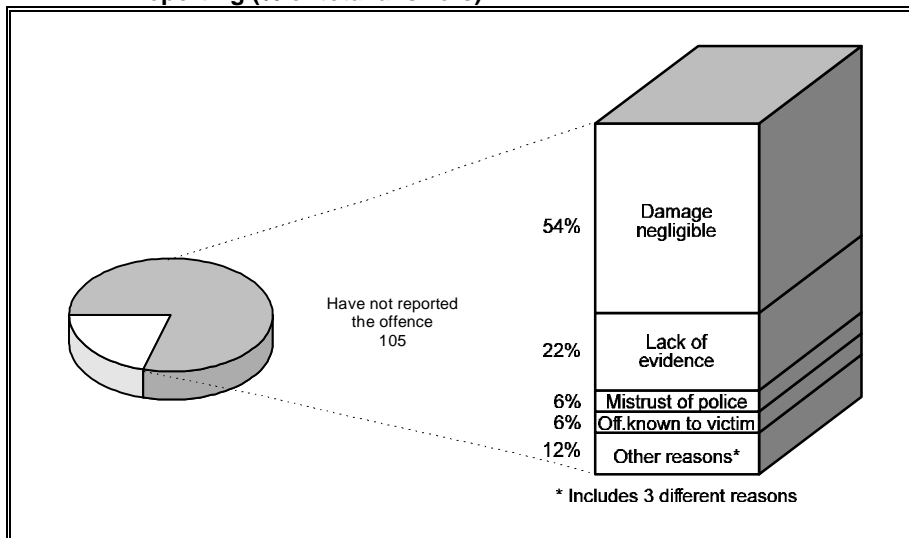 54%
Damage
negligible
Have not reported
the offence
105
22%
Lack of
evidence
6%
Mistrust of police
6%
Off.known to victim
12%
Other reasons*
* Includes 3 different reasons